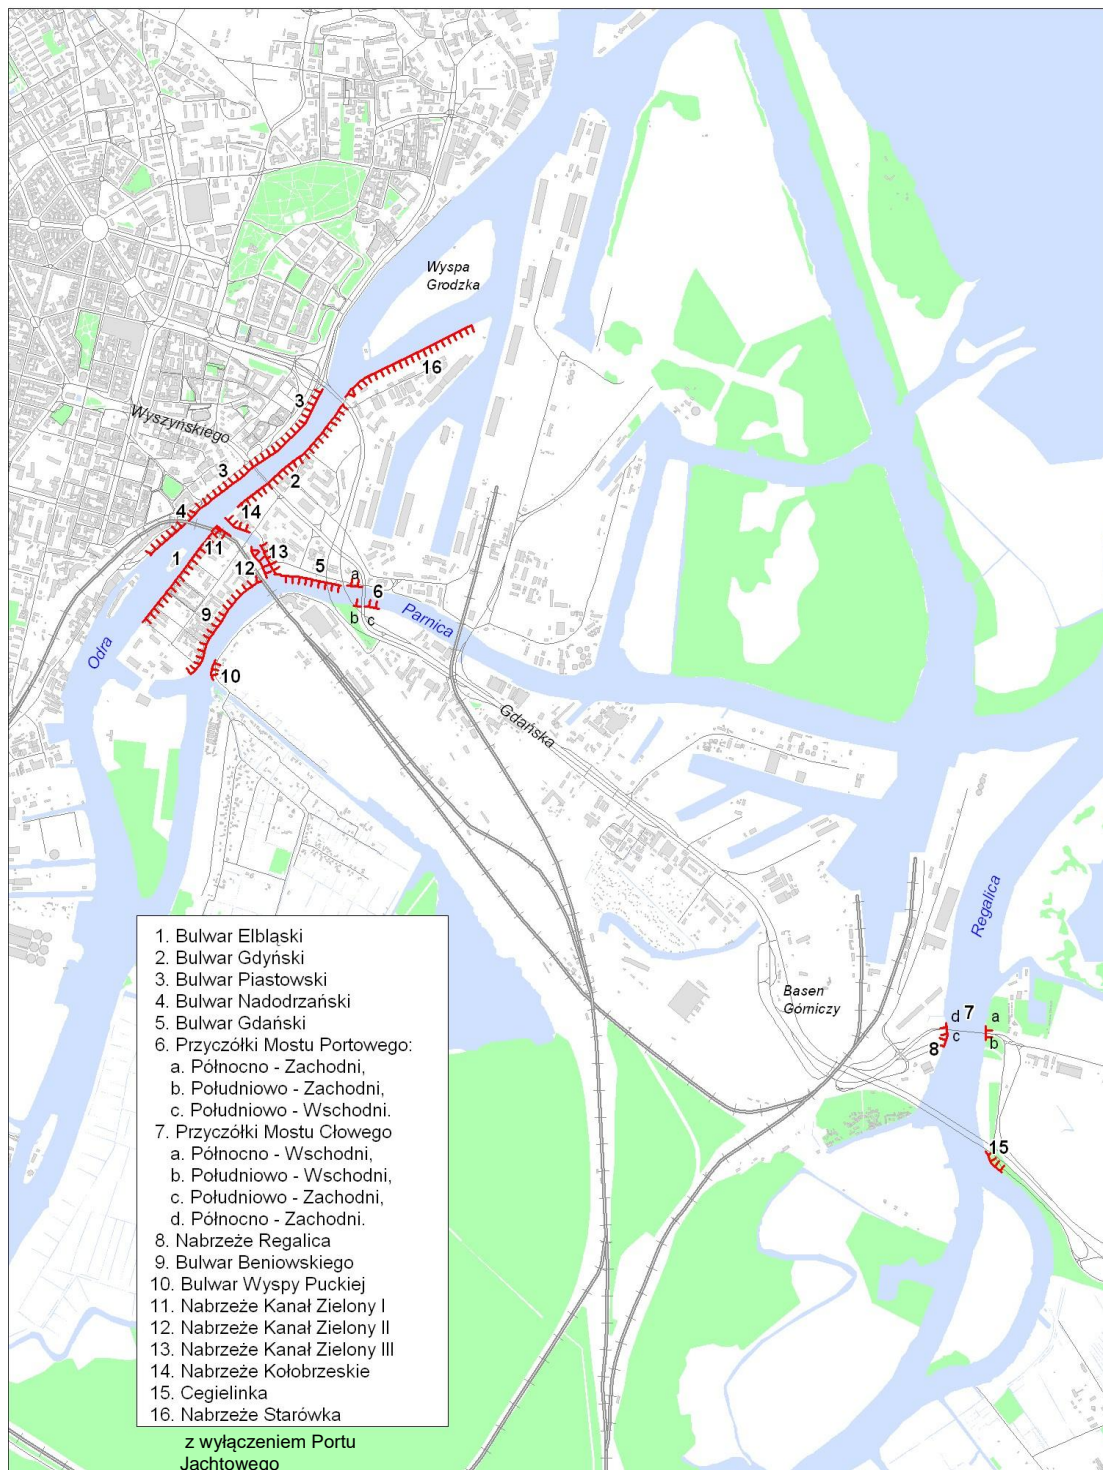 Wyspa
Grodzka
16
3
Wyszyńskiego
3
2
4
14
11
13
1
5
12
a
6
b
c
9
Parnica
Odra
10
Gdańska
Regalica
Basen
Górniczy
d
7
a
c
b
8
15
1. Bulwar Elbląski
2. Bulwar Gdyński
3. Bulwar Piastowski
4. Bulwar Nadodrzański
5. Bulwar Gdański
6. Przyczółki Mostu Portowego:
a. Północno - Zachodni,
b. Południowo - Zachodni,
c. Południowo - Wschodni.
7. Przyczółki Mostu Cłowego
a. Północno - Wschodni,
b. Południowo - Wschodni,
c. Południowo - Zachodni,
d. Północno - Zachodni.
8. Nabrzeże Regalica
9. Bulwar Beniowskiego
10. Bulwar Wyspy Puckiej
11. Nabrzeże Kanał Zielony I
12. Nabrzeże Kanał Zielony II
13. Nabrzeże Kanał Zielony III
14. Nabrzeże Kołobrzeskie
15. Cegielinka
16. Nabrzeże Starówka
z wyłączeniem Portu
Jachtowego